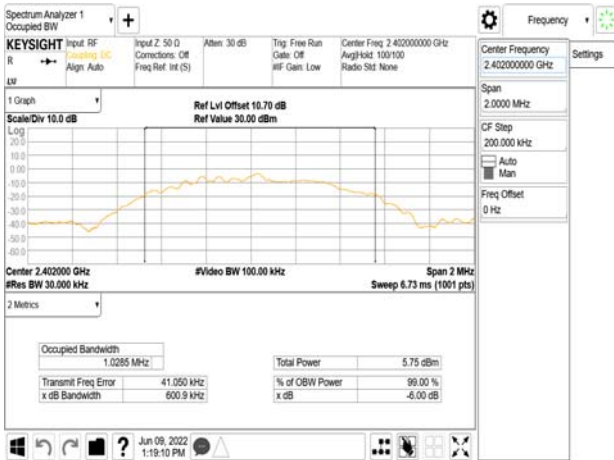 Spectrum Analyzer 1
Occupied BW
Frequency
KEYSIGHT
Input: RF
Coupling: DC
Align: Auto
R
LXI
Input Z: 50 Ω
Corrections: Off
Freq Ref: Int (S)
Atten: 30 dB
Trig: Free Run
Gate: Off
#IF Gain: Low
Center Freq: 2.402000000 GHz
Avg|Hold: 100/100
Radio Std: None
Center Frequency
2.402000000 GHz
Settings
Span
2.0000 MHz
CF Step
200.000 kHz
Auto
Man
Freq Offset
0 Hz
1 Graph
Scale/Div 10.0 dB
Ref Lvl Offset 10.70 dB
Ref Value 30.00 dBm
Log
20.0
10.0
0.00
-10.0
-20.0
-30.0
-40.0
-50.0
-60.0
Center 2.402000 GHz
#Video BW 100.00 kHz
Span 2 MHz
#Res BW 30.000 kHz
Sweep 6.73 ms (1001 pts)
2 Metrics
Occupied Bandwidth
1.0285 MHz
Total Power 5.75 dBm
Transmit Freq Error 41.050 kHz
% of OBW Power 99.00 %
x dB Bandwidth 600.9 kHz
x dB -6.00 dB
?
Jun 09, 2022
1:19:10 PM